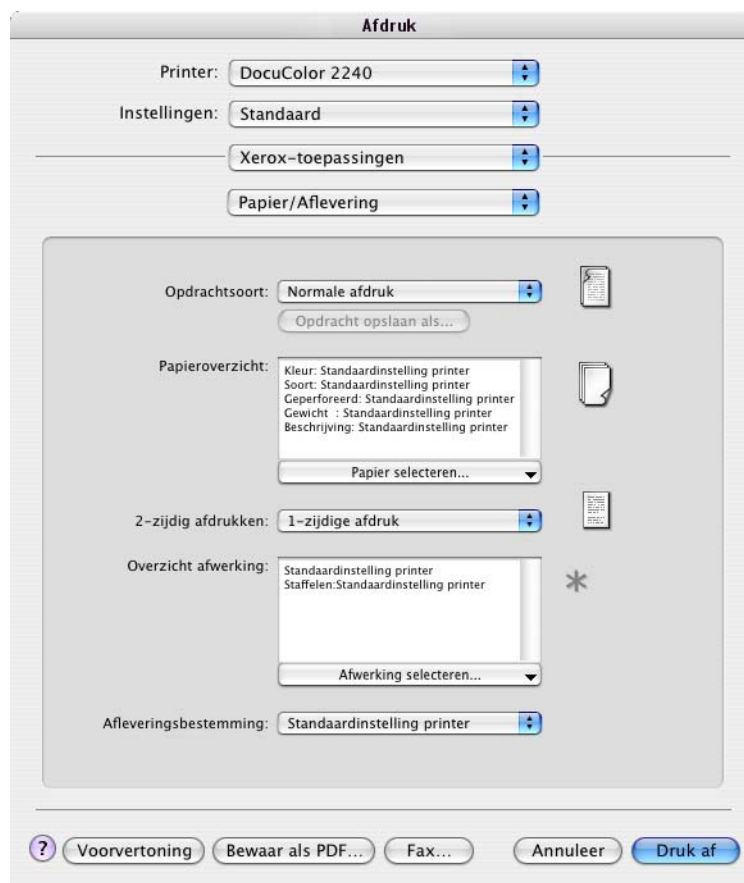 Afdruk
Printer: DocuColor 2240
Instellingen: Standaard
Xerox-toepassingen
Papier/Aflevering
Opdrachtsoort: Normale afdruk
Opdracht opslaan als...
Papieroverzicht:
Kleur: Standaardinstelling printer
Soort: Standaardinstelling printer
Geperforeerd: Standaardinstelling printer
Gewicht : Standaardinstelling printer
Beschrijving: Standaardinstelling printer
Papier selecteren...
2-zijdig afdrukken: 1-zijdige afdruk
Overzicht afwerking:
Standaardinstelling printer
Staffelen:Standaardinstelling printer
Afwerking selecteren...
Afleveringsbestemming: Standaardinstelling printer
? Voorvertoning Bewaar als PDF... Fax... Annuleer Druk af